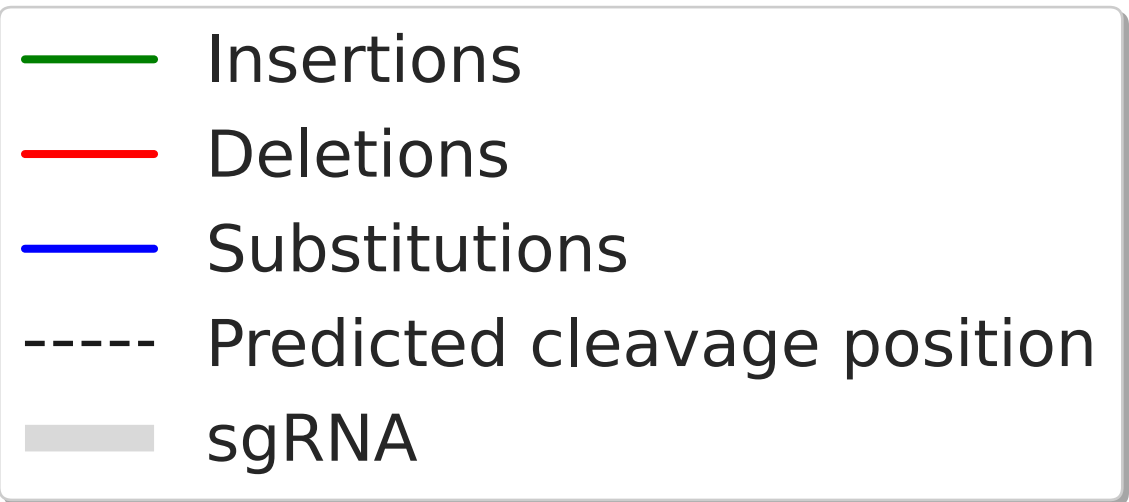 Insertions
Deletions
Substitutions
Predicted cleavage position
sgRNA